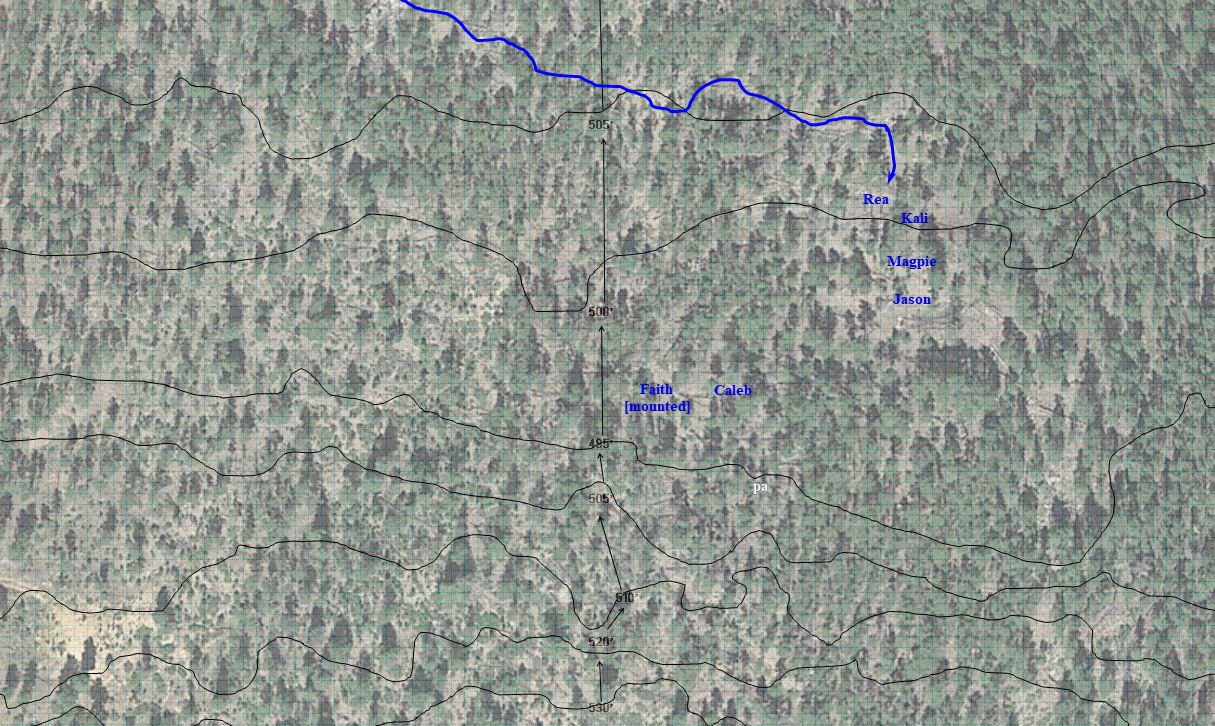 505'
Rea
Kali
Magpie
500'
Jason
Faith
[mounted]
Caleb
495'
pa
505'
510'
520'
530'